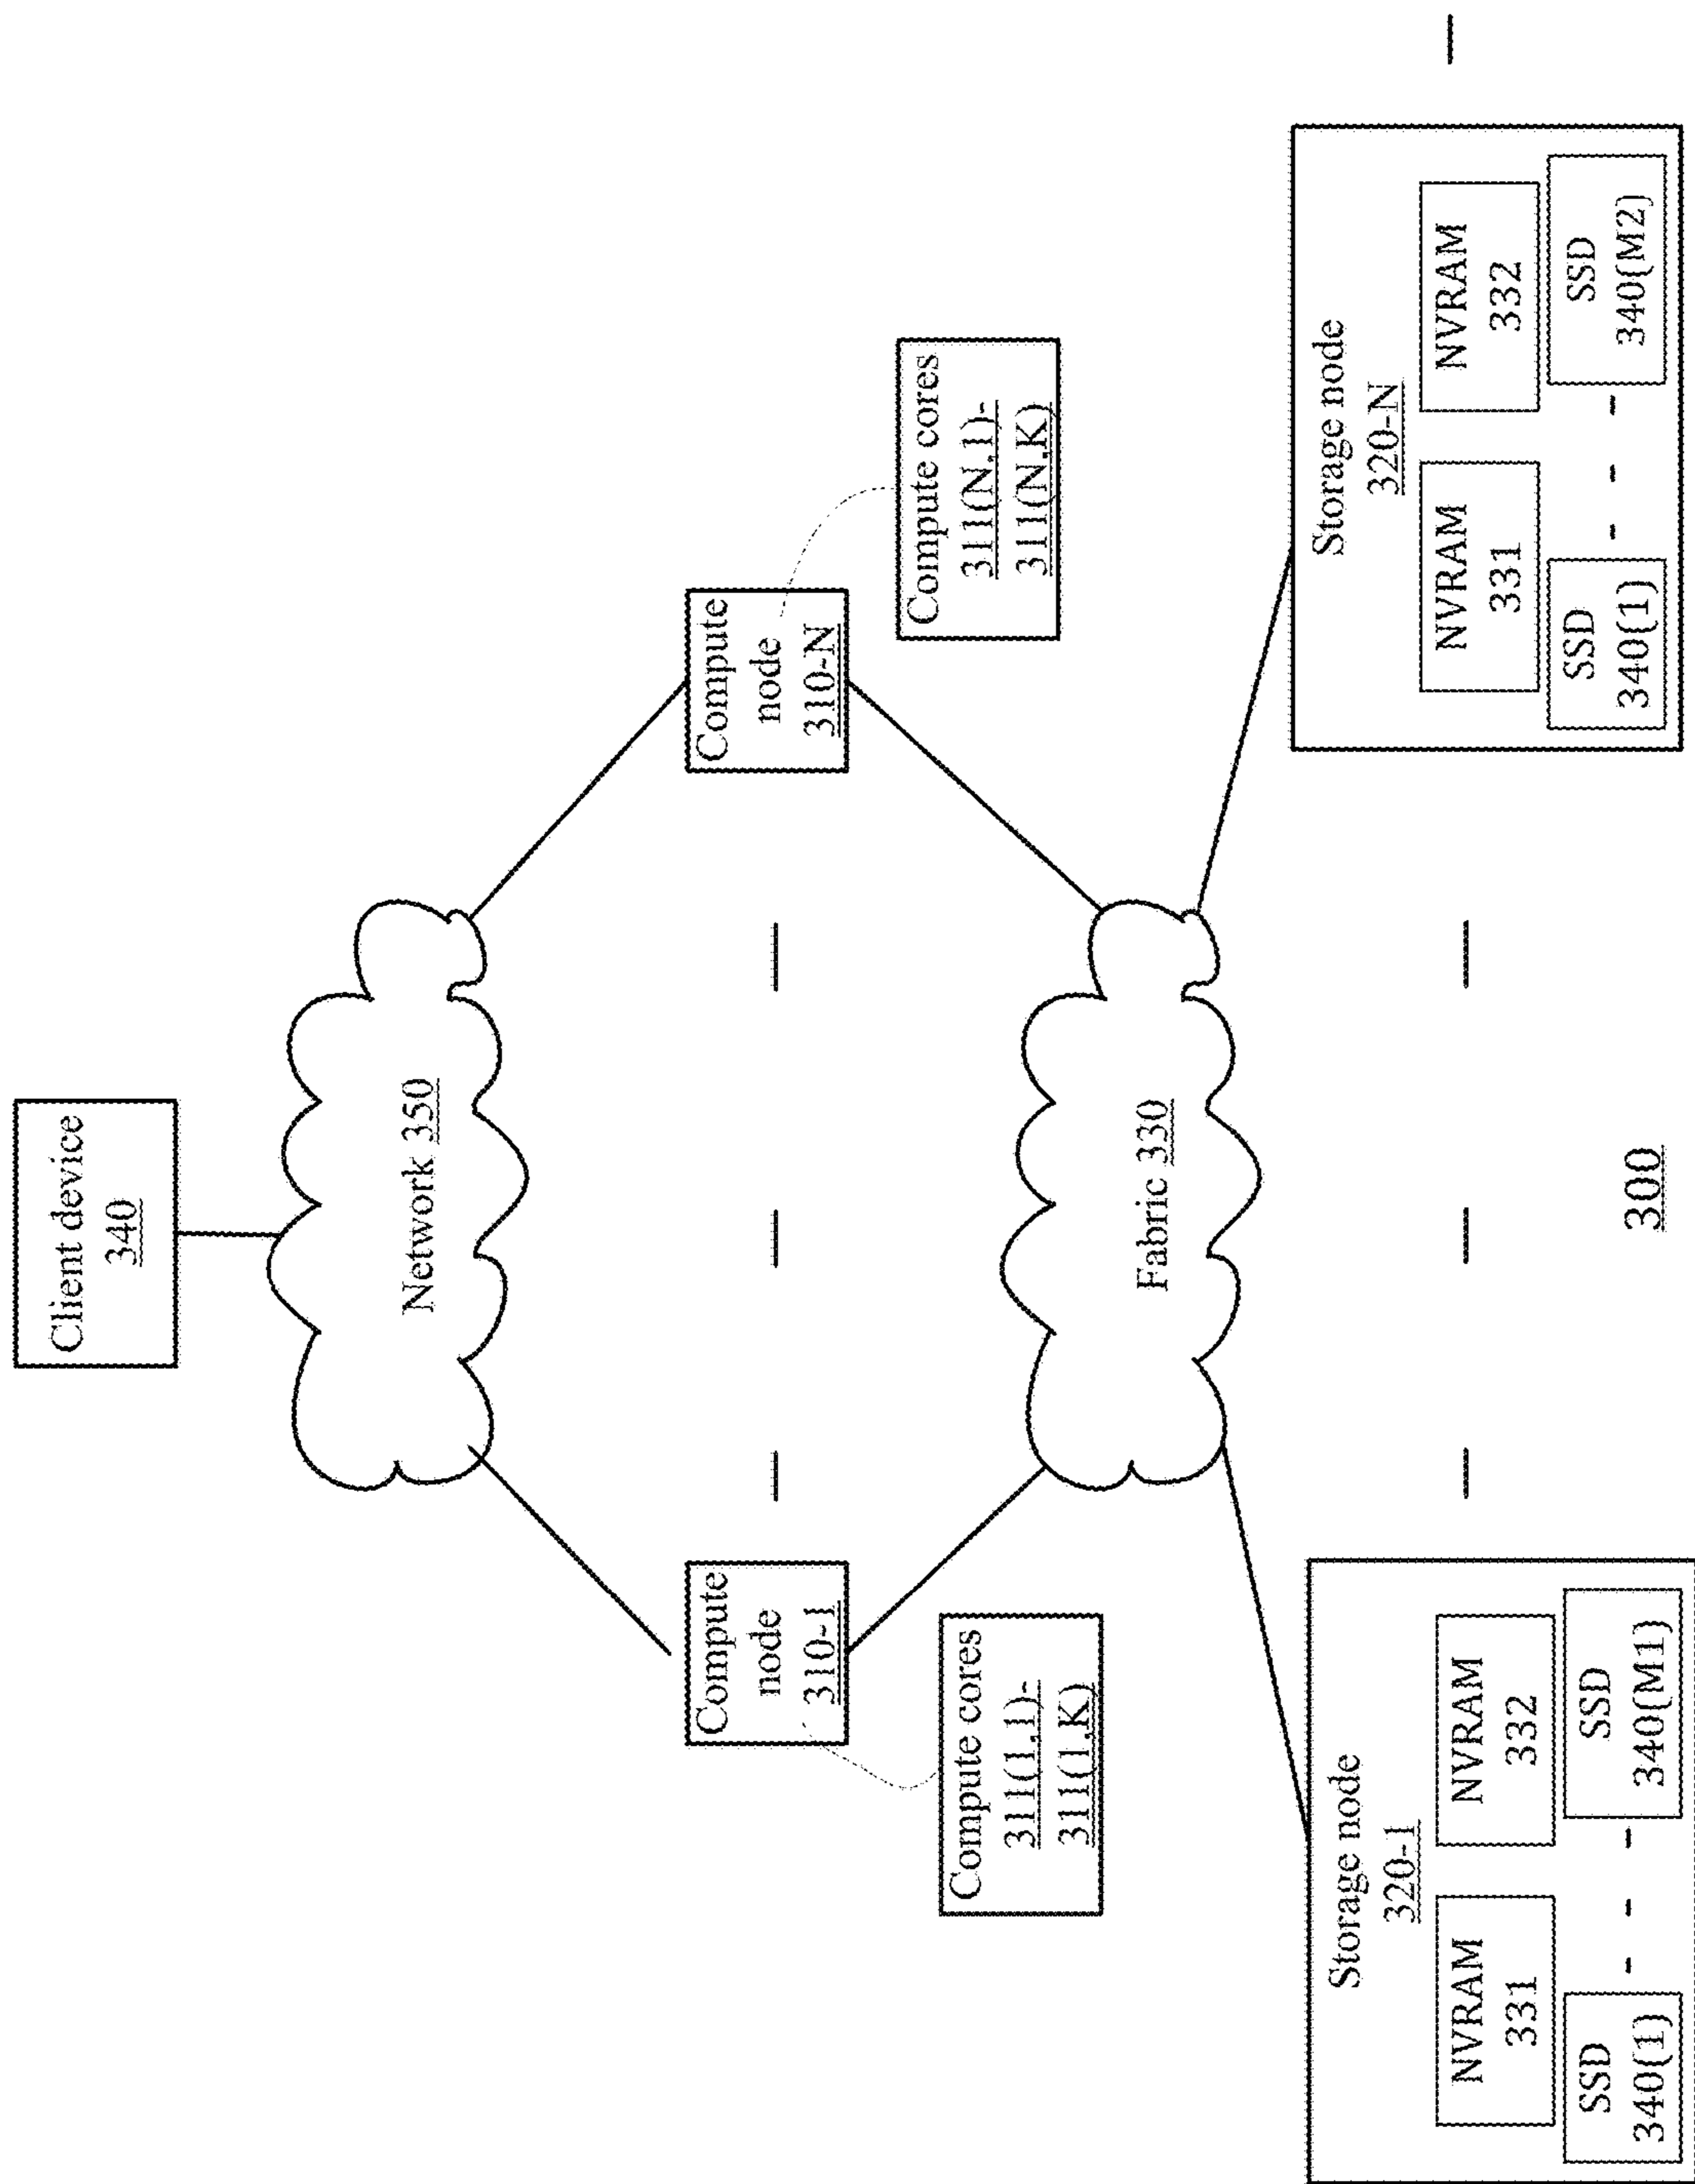 Client device
340
Network 350
Compute
node
310-1
Compute
node
310-N
Compute cores
311(1,1)-
311(1,K)
Compute cores
311(N,1)-
311(N,K)
Fabric 330
Storage node
320-1
NVRAM
331
NVRAM
332
SSD
340(1)
SSD
340(M1)
Storage node
320-N
NVRAM
331
NVRAM
332
SSD
340(1)
SSD
340(M2)
300